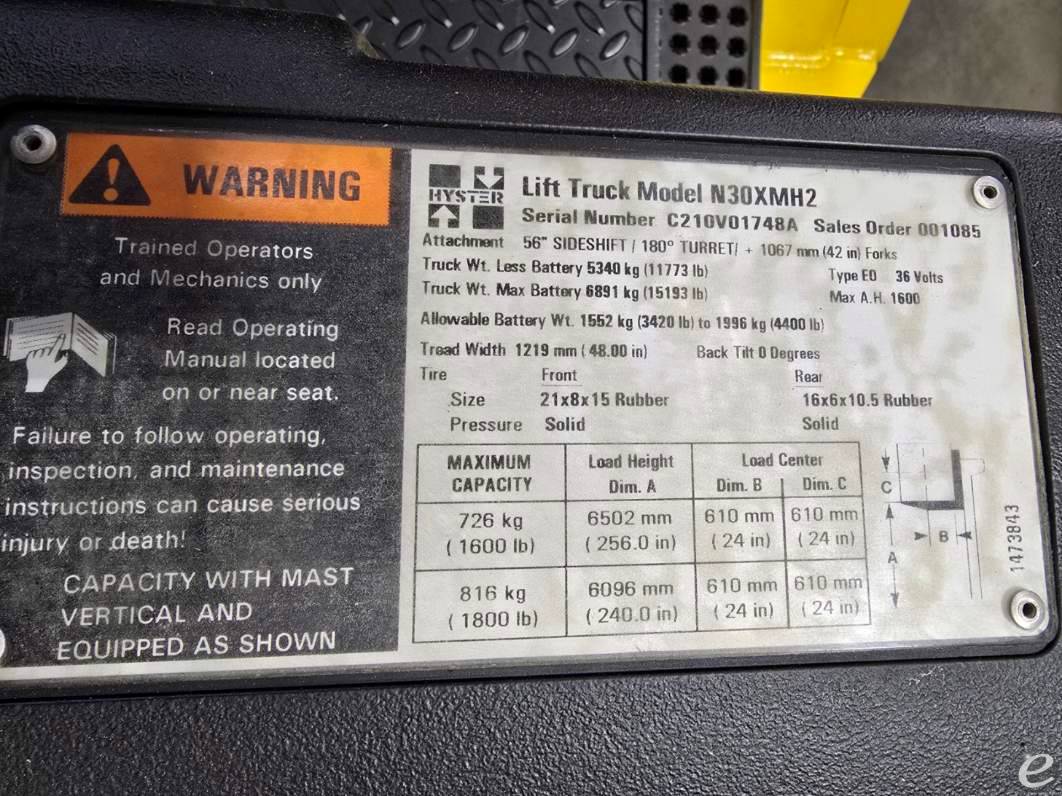 WARNING
Trained Operators
and Mechanics only
Read Operating
Manual located
on or near seat.
Failure to follow operating,
inspection, and maintenance
instructions can cause serious
injury or death!
CAPACITY WITH MAST
VERTICAL AND
EQUIPPED AS SHOWN
HYSTER
Lift Truck Model N30XMH2
Serial Number C210V01748A Sales Order 001085
Attachment 56" SIDESHIFT / 180° TURRET/ + 1067 mm (42 in) Forks
Truck Wt. Less Battery 5340 kg (11773 lb) Type EO 36 Volts
Truck Wt. Max Battery 6891 kg (15193 lb) Max A.H. 1600
Allowable Battery Wt. 1552 kg (3420 lb) to 1996 kg (4400 lb)
Tread Width 1219 mm ( 48.00 in) Back Tilt 0 Degrees
Tire Front Rear
Size 21x8x15 Rubber 16x6x10.5 Rubber
Pressure Solid Solid
MAXIMUM CAPACITY Load Height Dim. A Load Center Dim. B Dim. C
726 kg 6502 mm 610 mm 610 mm
( 1600 lb) ( 256.0 in) ( 24 in) ( 24 in)
816 kg 6096 mm 610 mm 610 mm
( 1800 lb) ( 240.0 in) ( 24 in) ( 24 in)
C
B
A
1473843
e